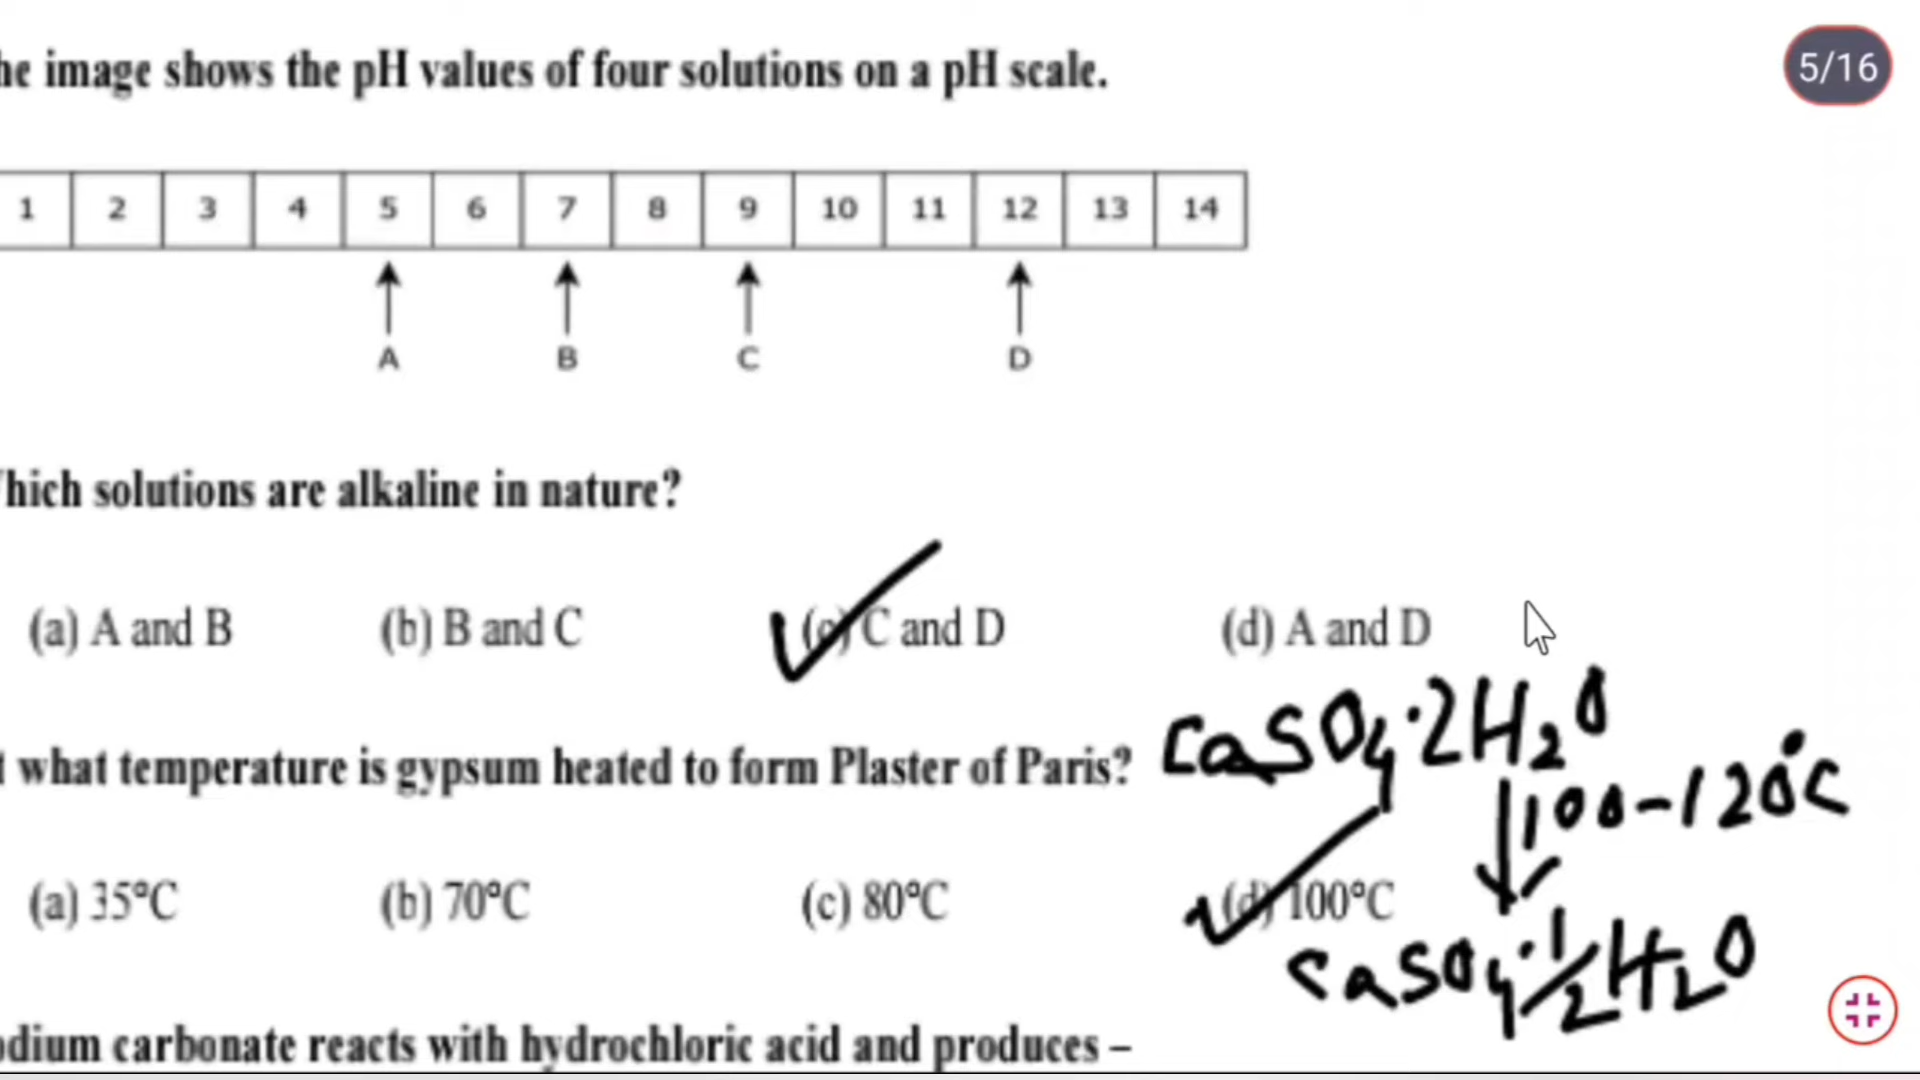 he image shows the pH values of four solutions on a pH scale.
5/16
1 2 3 4 5 6 7 8 9 10 11 12 13 14
A B C D
hich solutions are alkaline in nature?
(a) A and B (b) B and C (c) C and D (d) A and D
CaSO4·2H2O
t what temperature is gypsum heated to form Plaster of Paris?
100-120°C
(a) 35°C (b) 70°C (c) 80°C (d) 100°C
CaSO4·1/2H2O
odium carbonate reacts with hydrochloric acid and produces –